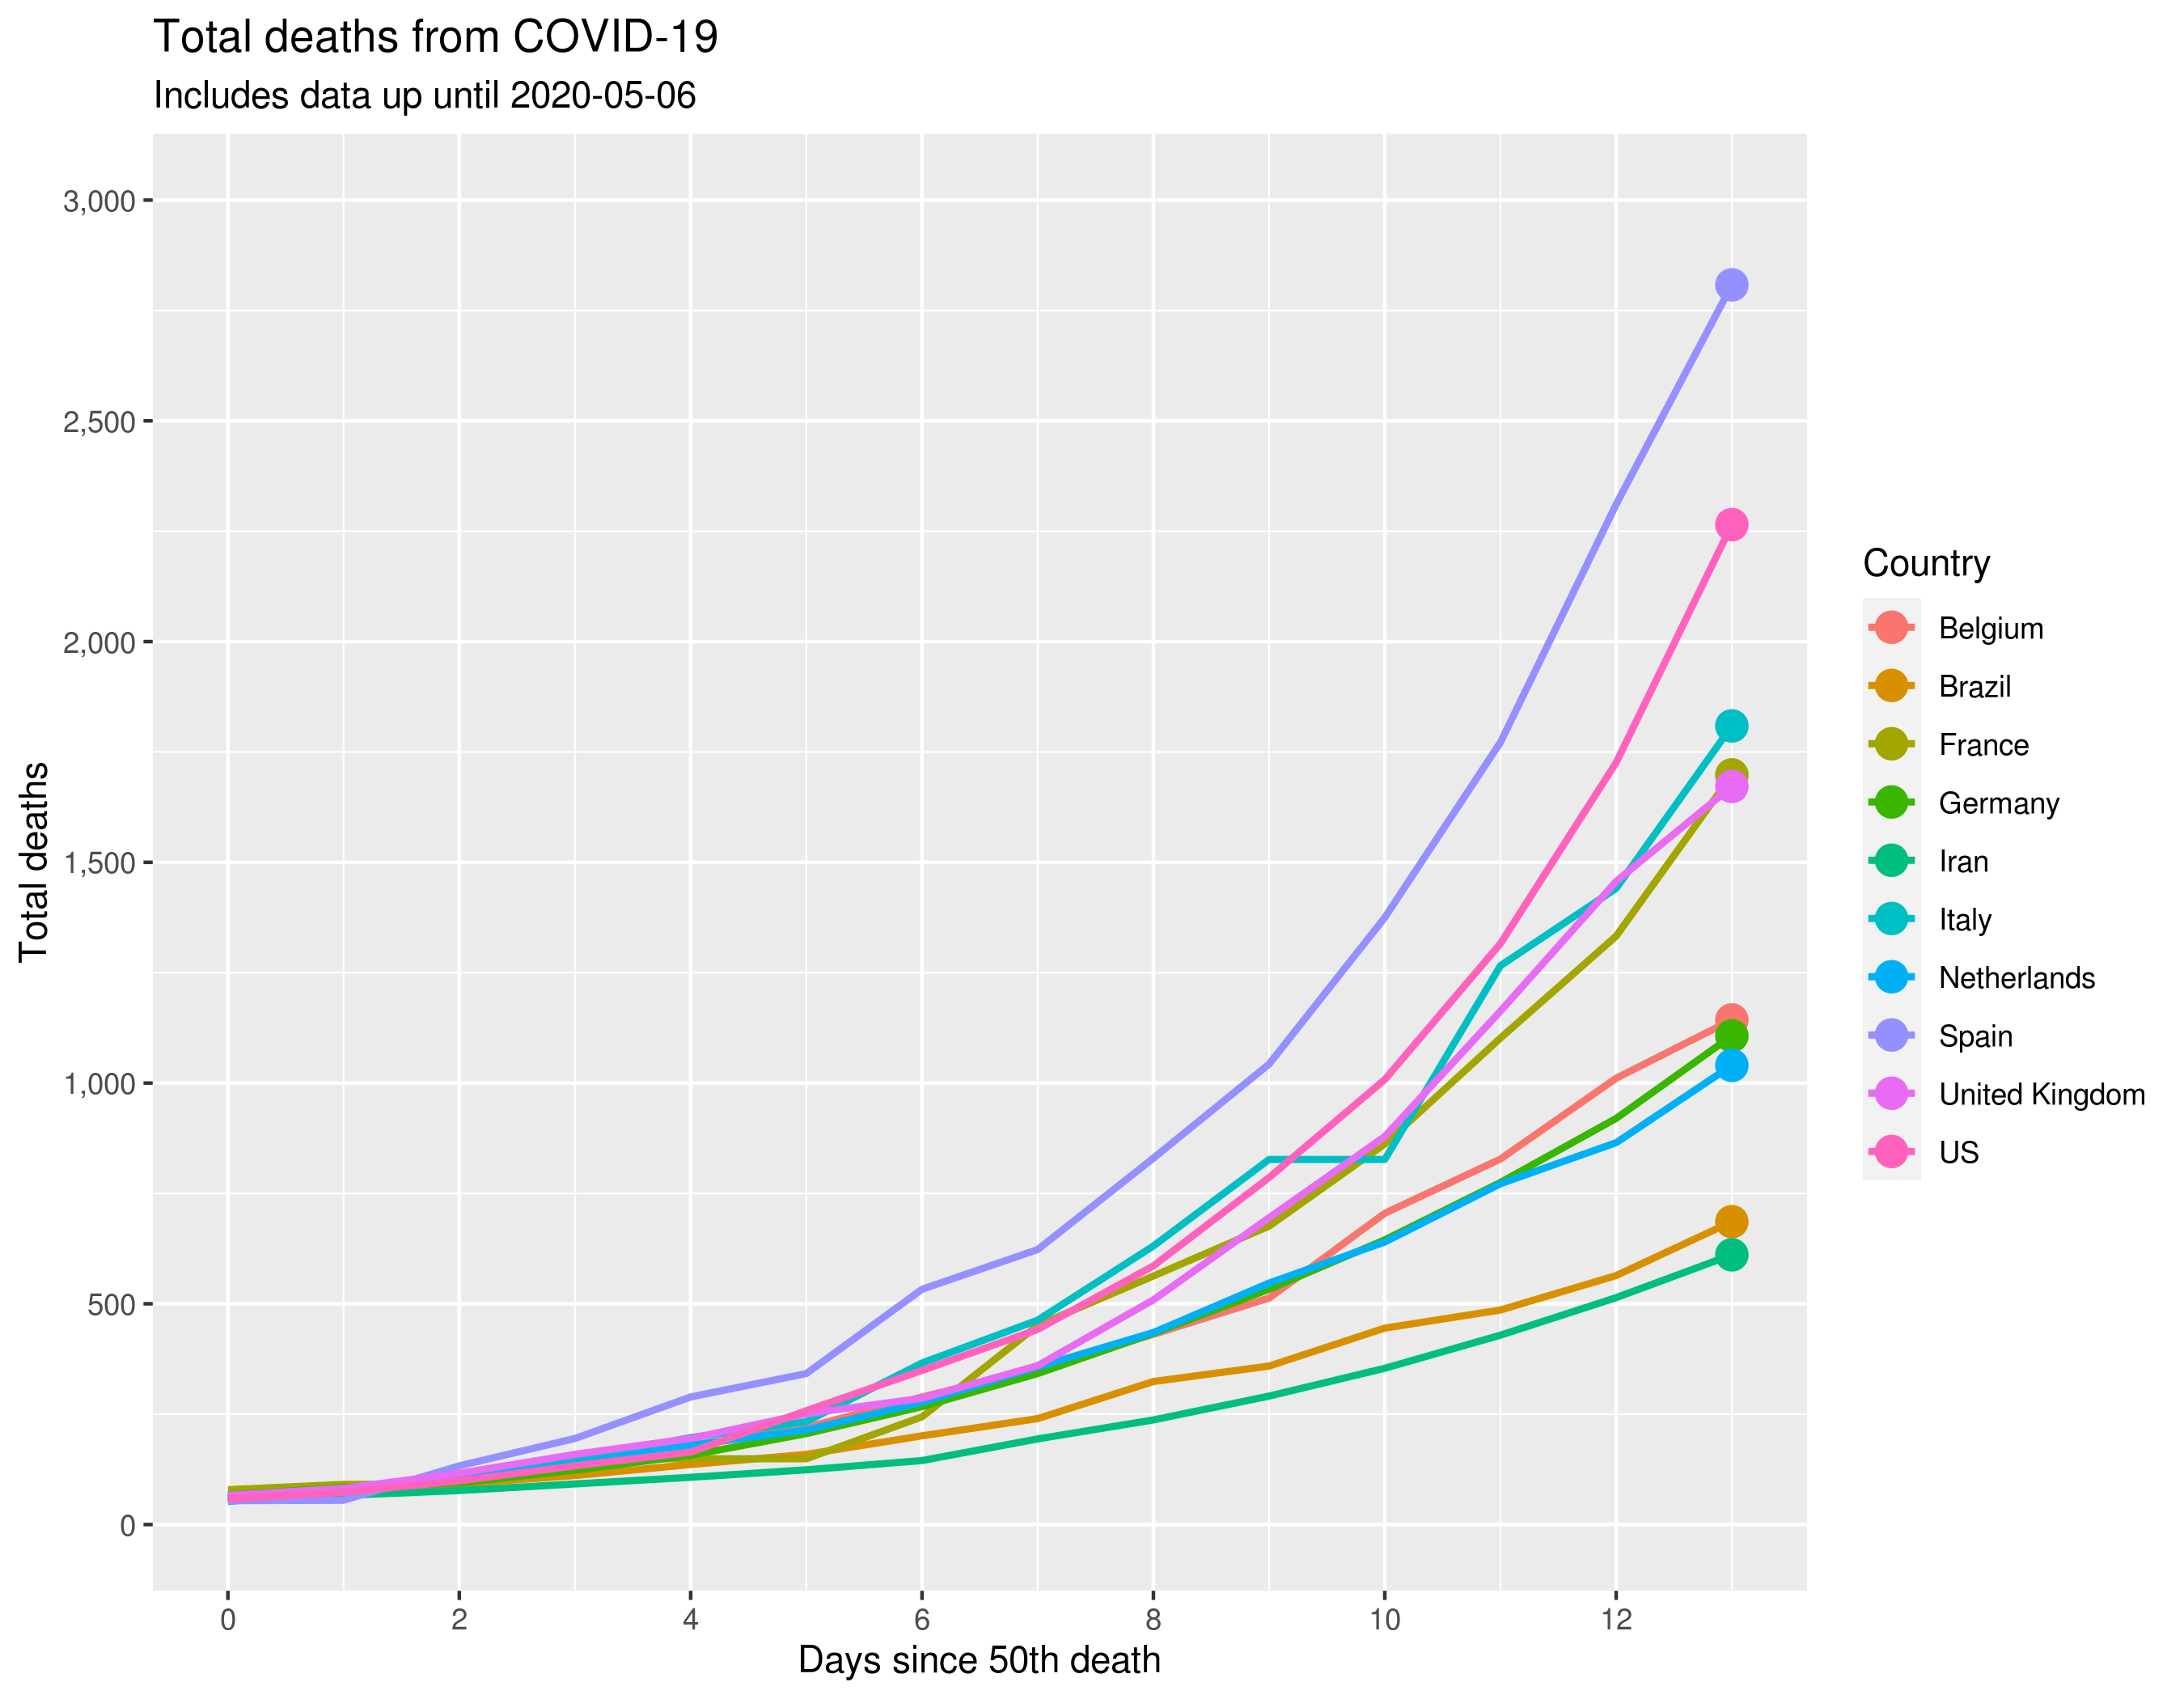 Total deaths from COVID-19
Includes data up until 2020-05-06
Total deaths
3,000
2,500
2,000
1,500
1,000
500
0
0 2 4 6 8 10 12
Days since 50th death
Country
Belgium
Brazil
France
Germany
Iran
Italy
Netherlands
Spain
United Kingdom
US